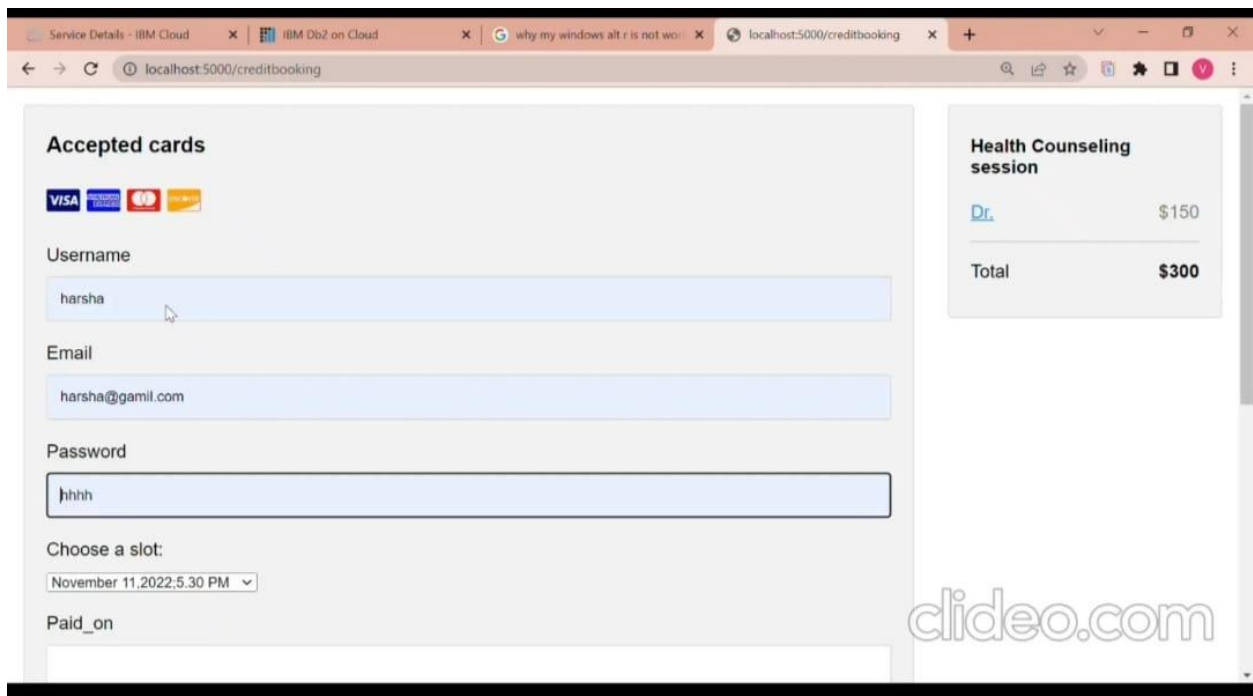 Service Details - IBM Cloud
IBM Db2 on Cloud
why my windows alt r is not wor
localhost:5000/creditbooking
localhost:5000/creditbooking
V
Accepted cards
VISA
Username
harsha
Email
harsha@gamil.com
Password
hhhh
Choose a slot:
November 11,2022;5.30 PM
Paid_on
Health Counseling
session
Dr. $150
Total $300
clideo.com